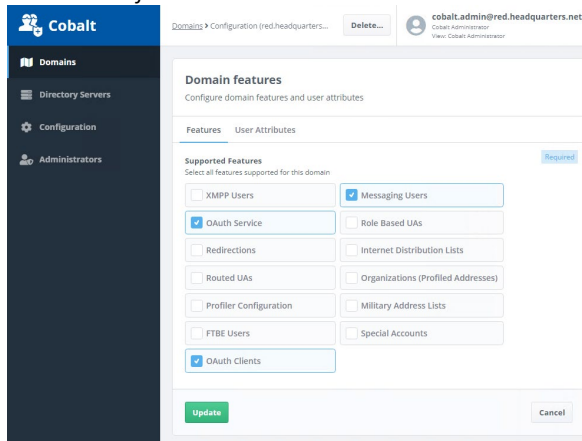 Cobalt
Domains > Configuration (red.headquarters...
Delete...
cobalt.admin@red.headquarters.net
Cobalt Administrator
View: Cobalt Administrator
Domains
Directory Servers
Configuration
Administrators
Domain features
Configure domain features and user attributes
Features User Attributes
Supported Features
Required
Select all features supported for this domain
XMPP Users
Messaging Users
OAuth Service
Role Based UAs
Redirections
Internet Distribution Lists
Routed UAs
Organizations (Profiled Addresses)
Profiler Configuration
Military Address Lists
FTBE Users
Special Accounts
OAuth Clients
Update
Cancel